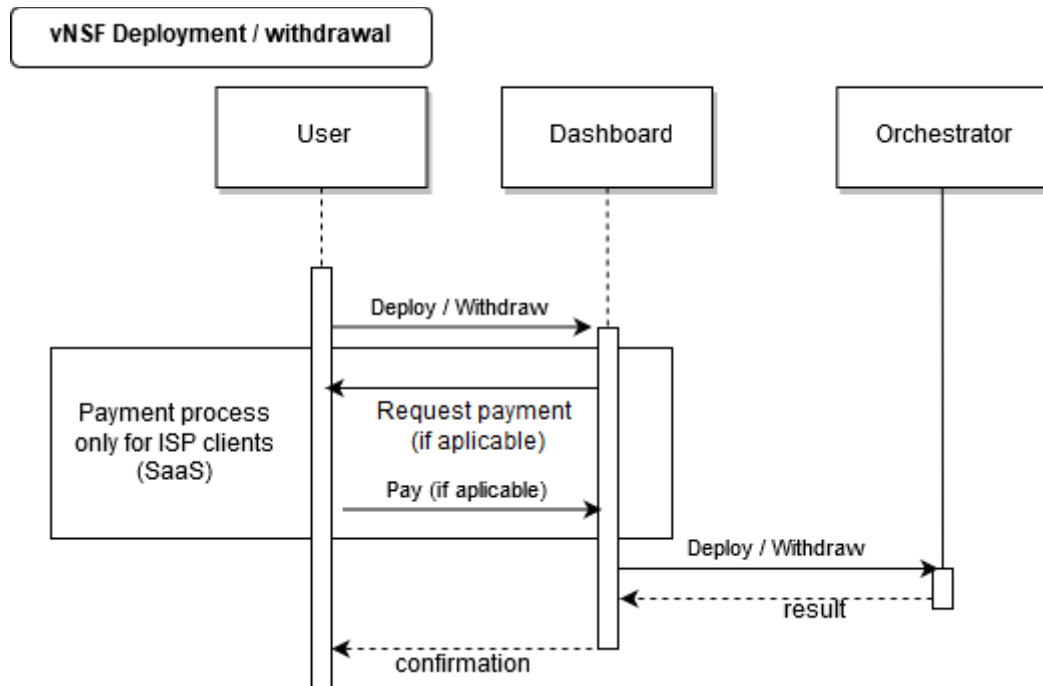 vNSF Deployment / withdrawal
User
Dashboard
Orchestrator
Deploy / Withdraw
Payment process
only for ISP clients
(SaaS)
Request payment
(if aplicable)
Pay (if aplicable)
Deploy / Withdraw
result
confirmation